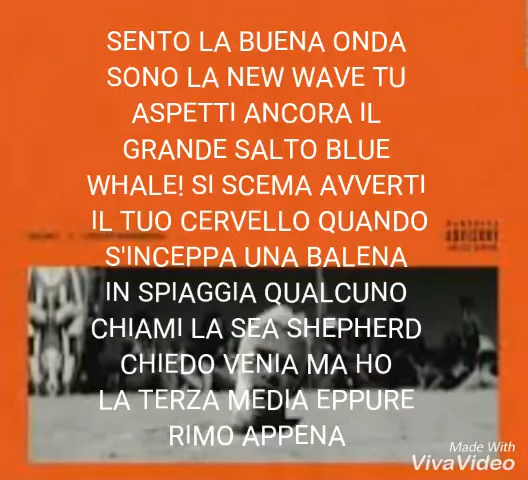 SENTO LA BUENA ONDA
SONO LA NEW WAVE TU
ASPETTI ANCORA IL
GRANDE SALTO BLUE
WHALE! SI SCEMA AVVERTI
IL TUO CERVELLO QUANDO
S'INCEPPA UNA BALENA
IN SPIAGGIA QUALCUNO
CHIAMI LA SEA SHEPHERD
CHIEDO VENIA MA HO
LA TERZA MEDIA EPPURE
RIMO APPENA
Made With
VivaVideo